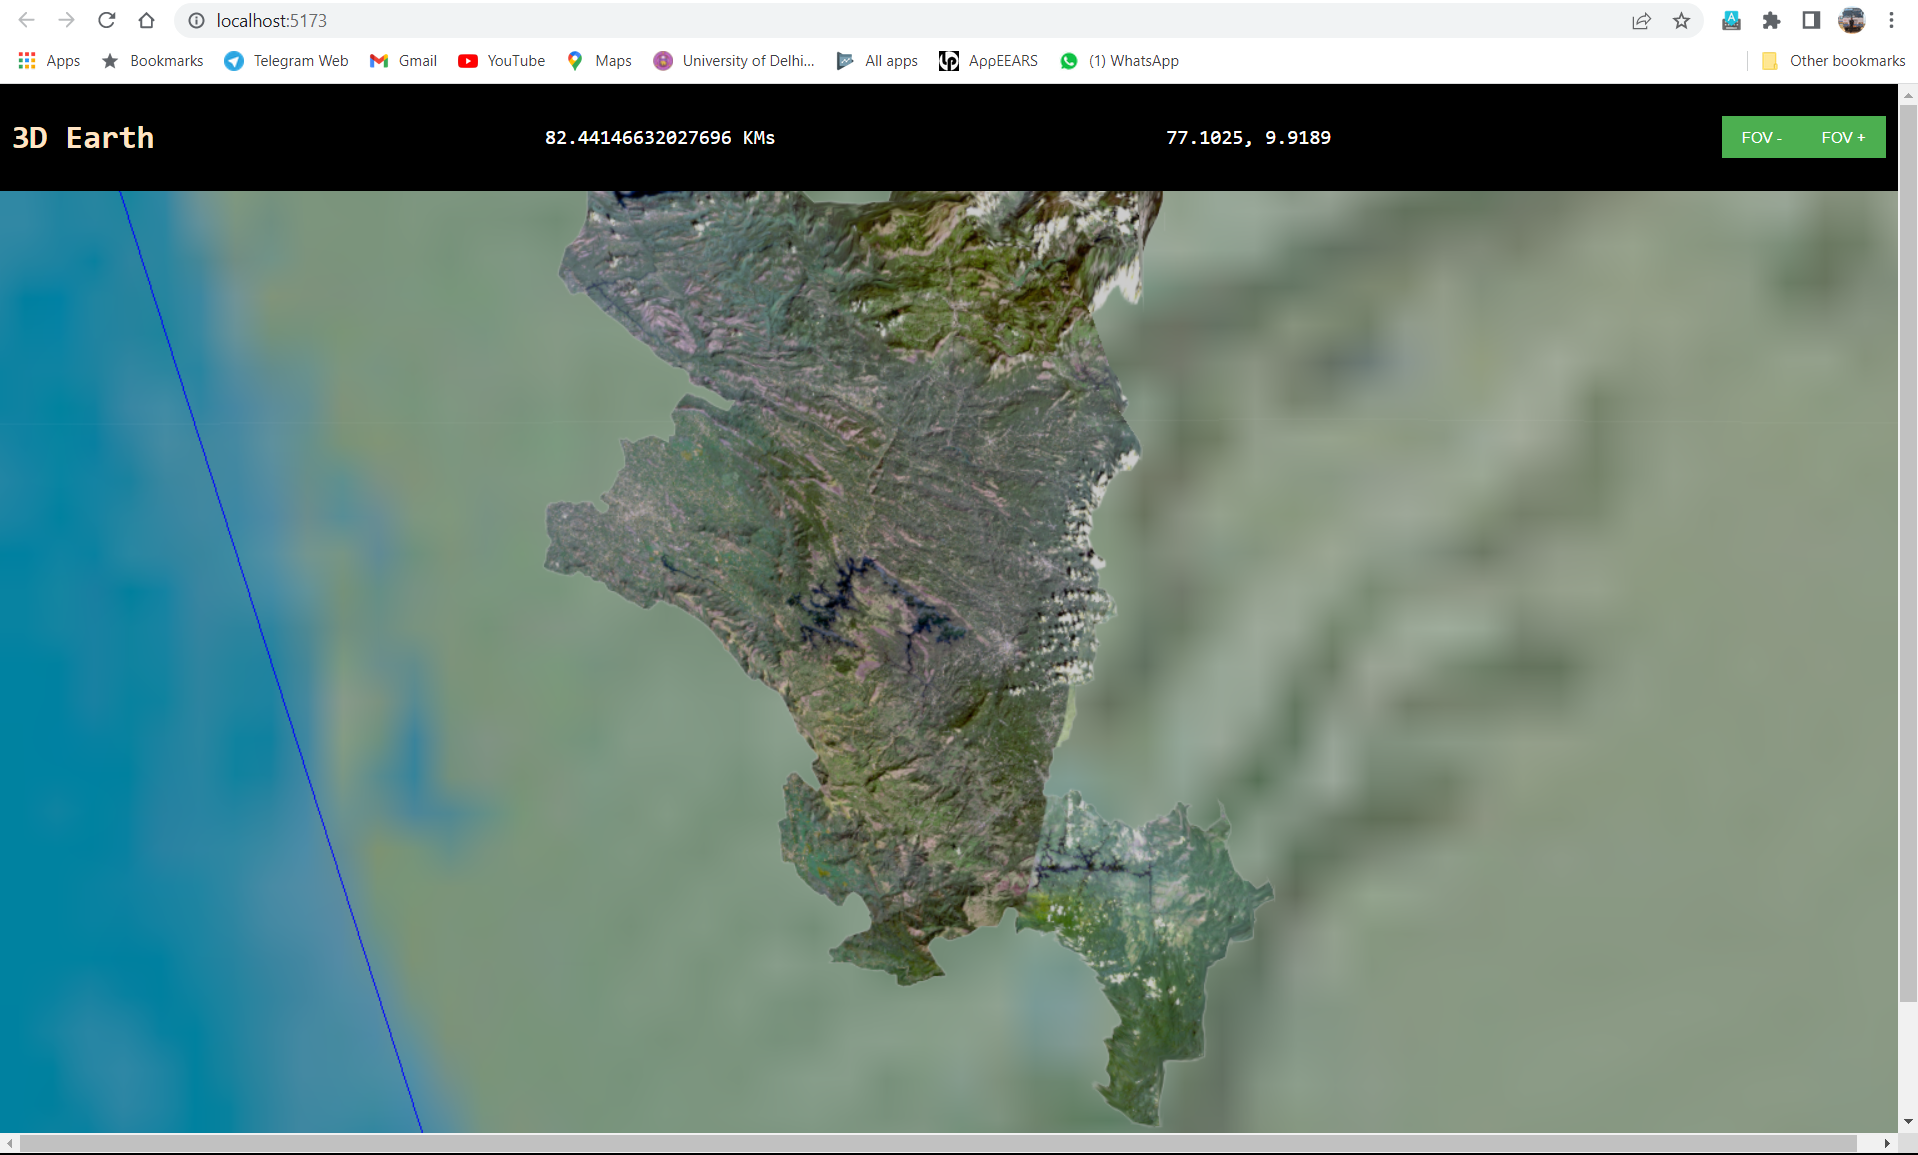 localhost:5173
Apps Bookmarks Telegram Web Gmail YouTube Maps University of Delhi... All apps AρρEEARS (1) WhatsApp Other bookmarks
3D Earth 82.44146632027696 KMs 77.1025, 9.9189 FOV - FOV +